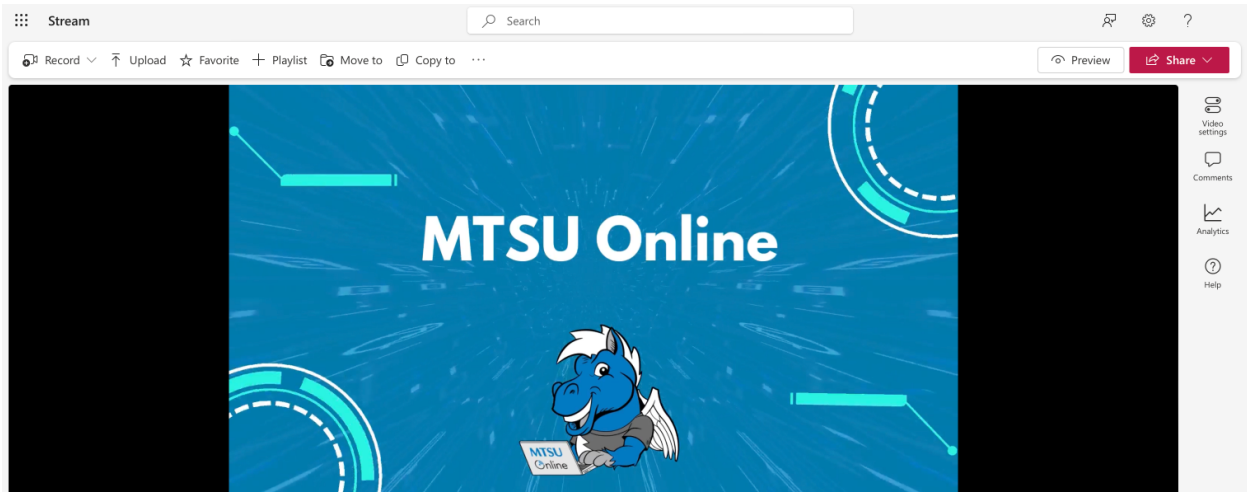 Stream
Search
?
Record
Upload
Favorite
Playlist
Move to
Copy to
...
Preview
Share
Video
settings
Comments
Analytics
Help
MTSU Online
MTSU
Online